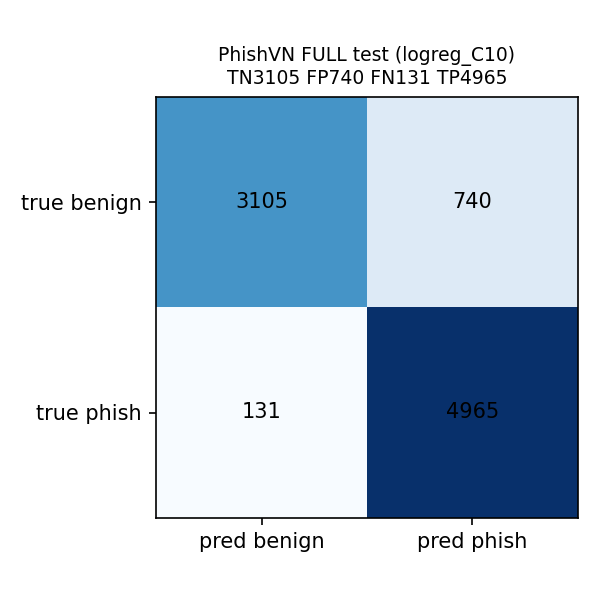 PhishVN FULL test (logreg_C10)
TN3105 FP740 FN131 TP4965
true benign
3105
740
true phish
131
4965
pred benign
pred phish